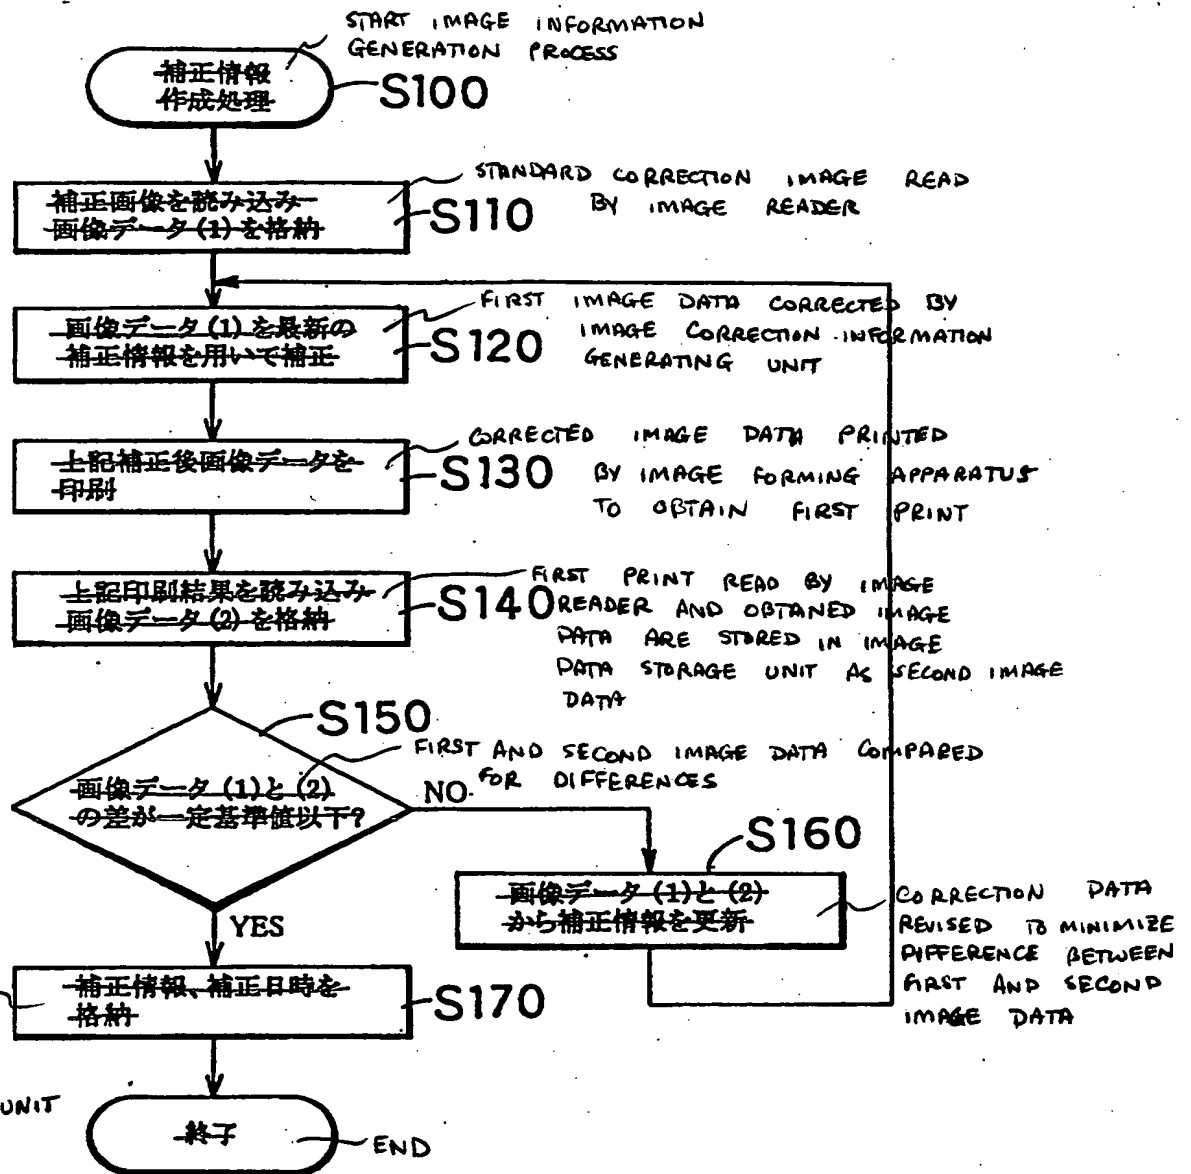 START IMAGE INFORMATION
GENERATION PROCESS
補正情報
作成処理
S100
STANDARD CORRECTION IMAGE READ
BY IMAGE READER
補正画像を読み込み
画像データ(1)を格納
S110
FIRST IMAGE DATA CORRECTED BY
IMAGE CORRECTION INFORMATION
GENERATING UNIT
画像データ(1)を最新の
補正情報を用いて補正
S120
CORRECTED IMAGE DATA PRINTED
BY IMAGE FORMING APPARATUS
TO OBTAIN FIRST PRINT
上記補正後画像データを
印刷
S130
FIRST PRINT READ BY IMAGE
READER AND OBTANED IMAGE
DATA ARE STORED IN IMAGE
DATA STORAGE UNIT AS SECOND IMAGE
DATA
上記印刷結果を読み込み
画像データ(2)を格納
S140
S150
FIRST AND SECOND IMAGE DATA COMPARED
FOR DIFFERENCES
画像データ(1)と(2)
の差が一定基準値以下?
NO
S160
画像データ(1)と(2)
から補正情報を更新
CORRECTION DATA
REVISED TO MINIMIZE
DIFFERENCE BETWEEN
FIRST AND SECOND
IMAGE DATA
YES
補正情報、補正日時を
格納
S170
UNIT
終了
END